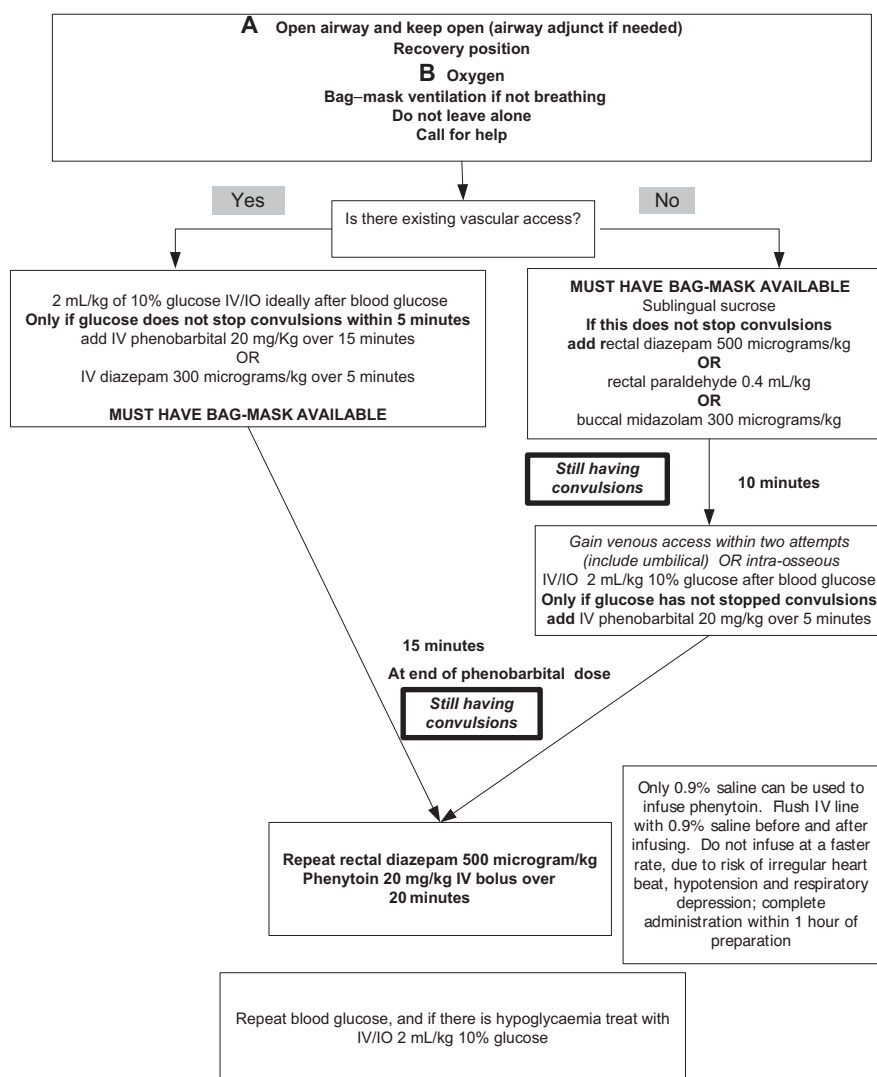 A Open airway and keep open (airway adjunct if needed)
Recovery position
B Oxygen
Bag–mask ventilation if not breathing
Do not leave alone
Call for help
Yes
Is there existing vascular access?
No
2 mL/kg of 10% glucose IV/IO ideally after blood glucose
Only if glucose does not stop convulsions within 5 minutes
add IV phenobarbital 20 mg/Kg over 15 minutes
OR
IV diazepam 300 micrograms/kg over 5 minutes
MUST HAVE BAG-MASK AVAILABLE
MUST HAVE BAG-MASK AVAILABLE
Sublingual sucrose
If this does not stop convulsions
add rectal diazepam 500 micrograms/kg
OR
rectal paraldehyde 0.4 mL/kg
OR
buccal midazolam 300 micrograms/kg
Still having
convulsions
10 minutes
Gain venous access within two attempts
(include umbilical) OR intra-osseous
IV/IO 2 mL/kg 10% glucose after blood glucose
Only if glucose has not stopped convulsions
add IV phenobarbital 20 mg/kg over 5 minutes
15 minutes
At end of phenobarbital dose
Still having
convulsions
Repeat rectal diazepam 500 microgram/kg
Phenytoin 20 mg/kg IV bolus over
20 minutes
Only 0.9% saline can be used to
infuse phenytoin. Flush IV line
with 0.9% saline before and after
infusing. Do not infuse at a faster
rate, due to risk of irregular heart
beat, hypotension and respiratory
depression; complete
administration within 1 hour of
preparation
Repeat blood glucose, and if there is hypoglycaemia treat with
IV/IO 2 mL/kg 10% glucose